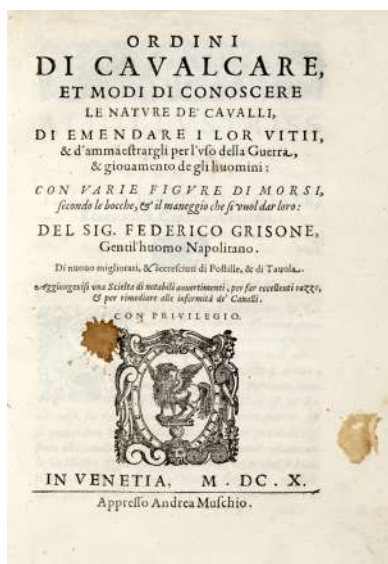 ORDINI
DI CAVALCARE,
ET MODI DI CONOSCERE
LE NATVRE DE' CAVALLI,
DI EMENDARE I LOR VITII,
& d'ammaestrargli per l'vso della Guerra,
& giouamento de gli huomini:
CON VARIE FIGVRE DI MORSI,
secondo le bocche, & il maneggio che si vuol dar loro:
DEL SIG. FEDERICO GRISONE,
Gentil'huomo Napolitano.
Di nuouo migliorati, & accresciuti di Postille, & di Tauola.
Aggiungeuisi vna Scielta di notabili auuertimenti, per far eccellenti razze,
& per rimediare alle infermità de' Caualli.
CON PRIVILEGIO.
IN VENETIA, M. DC. X.
Appresso Andrea Muschio.